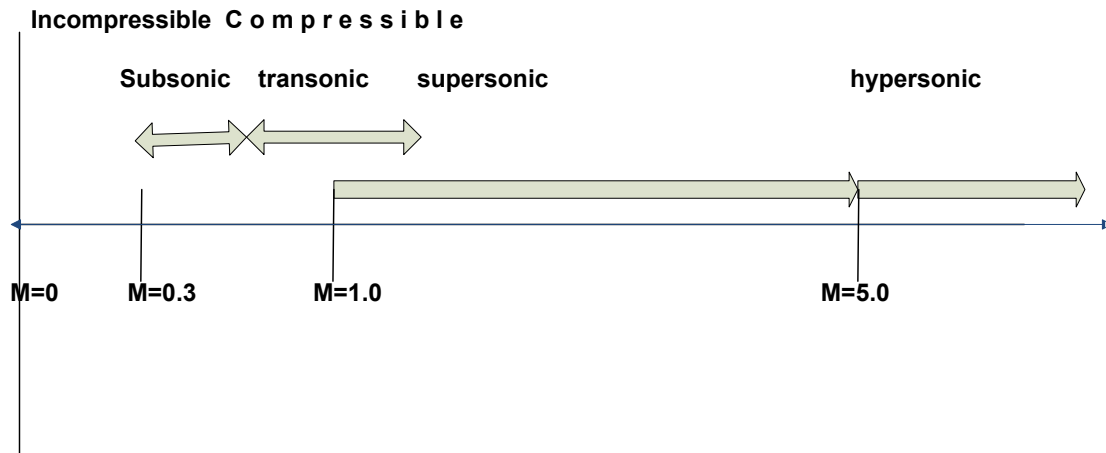 Incompressible C o m p r e s s i b l e
Subsonic transonic supersonic hypersonic
M=0 M=0.3 M=1.0 M=5.0